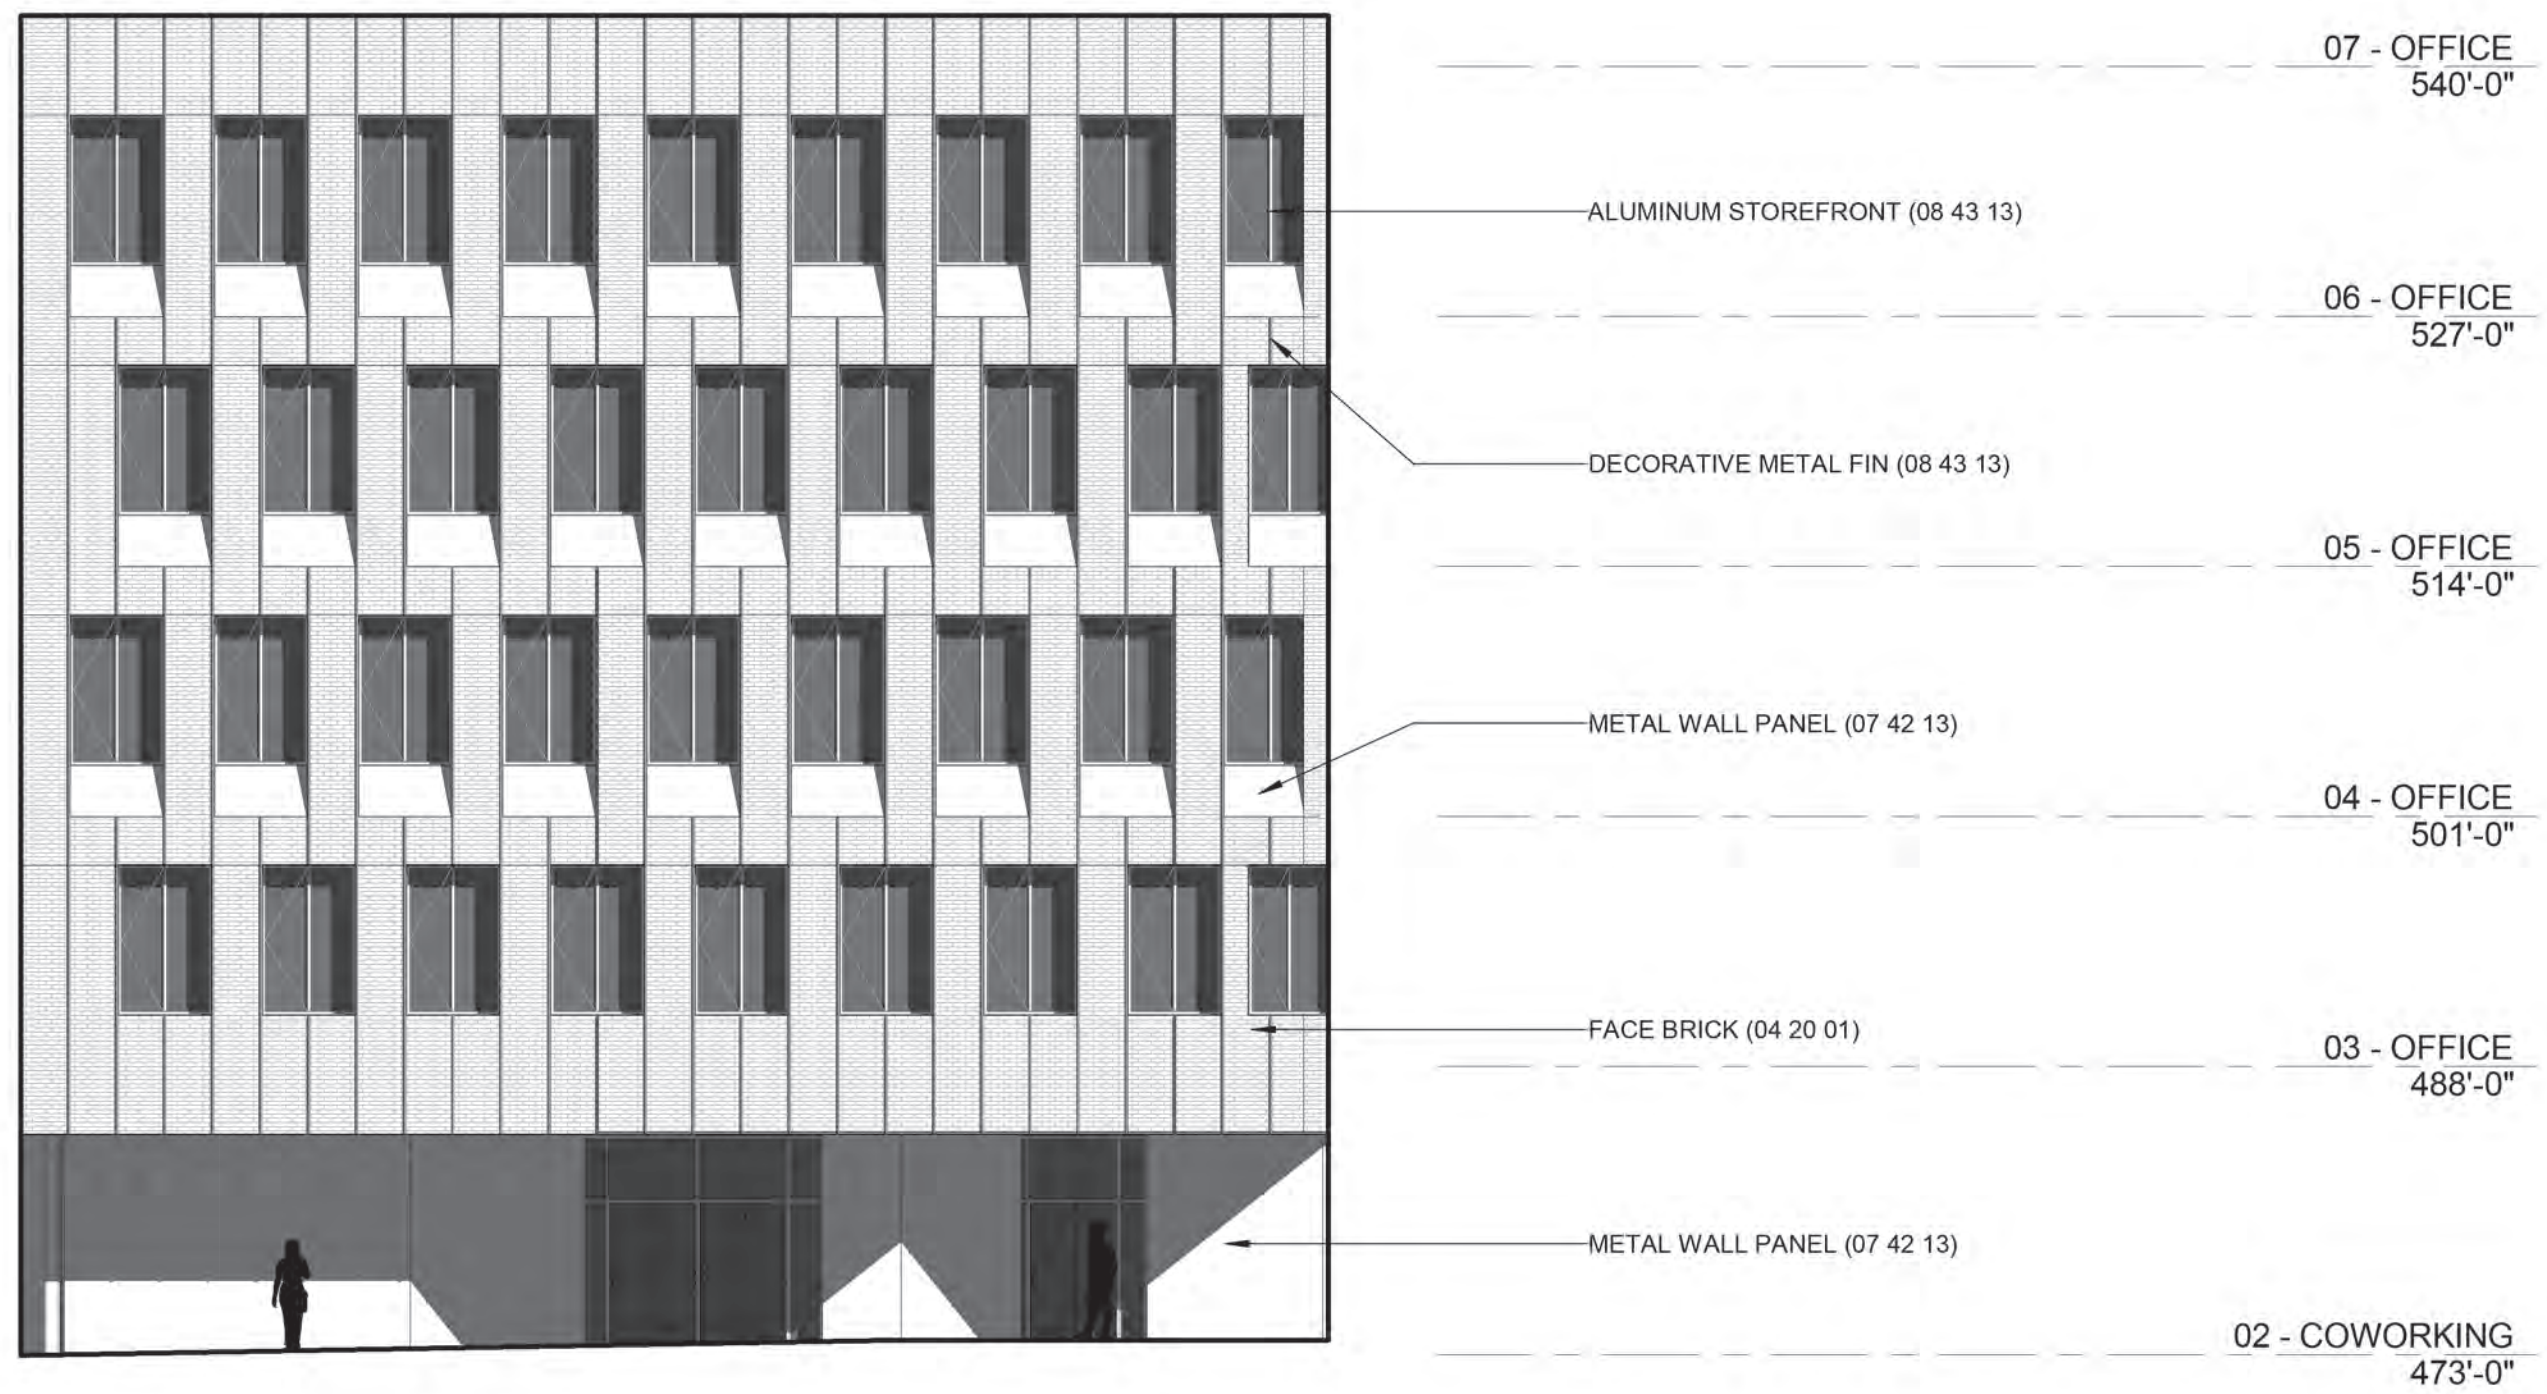 07 - OFFICE
540'-0"
ALUMINUM STOREFRONT (08 43 13)
06 - OFFICE
527'-0"
DECORATIVE METAL FIN (08 43 13)
05 - OFFICE
514'-0"
METAL WALL PANEL (07 42 13)
04 - OFFICE
501'-0"
FACE BRICK (04 20 01)
03 - OFFICE
488'-0"
METAL WALL PANEL (07 42 13)
02 - COWORKING
473'-0"